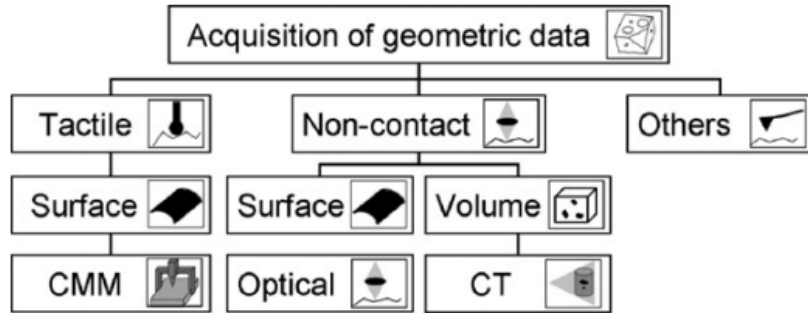 Acquisition of geometric data
Tactile
Non-contact
Others
Surface
Surface
Volume
CMM
Optical
CT